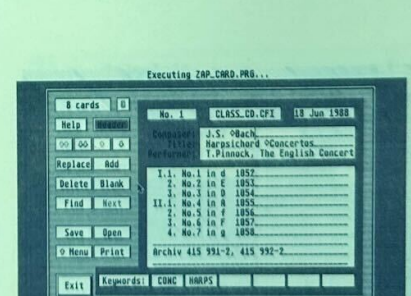 Executing ZAP_CARD.PRG...
8 cards 0
No. 1 CLASS_CD.CFI 18 Jun 1988
Help Header
Composer: J.S. ◊Bach
Title: Harpsichord ◊Concertos
Performer: T.Pinnock, The English Concert
◊◊ ◊◊ ◊ ◊
Replace Add
Delete Blank
Find Next
Save Open
◊ Menu Print
Exit
I.1. No.1 in d 1052
2. No.2 in E 1053
3. No.3 in D 1054
II.1. No.4 in A 1055
2. No.5 in f 1056
3. No.6 in F 1057
4. No.7 in g 1058
Archiv 415 991-2, 415 992-2
Keywords: CONC HARPS